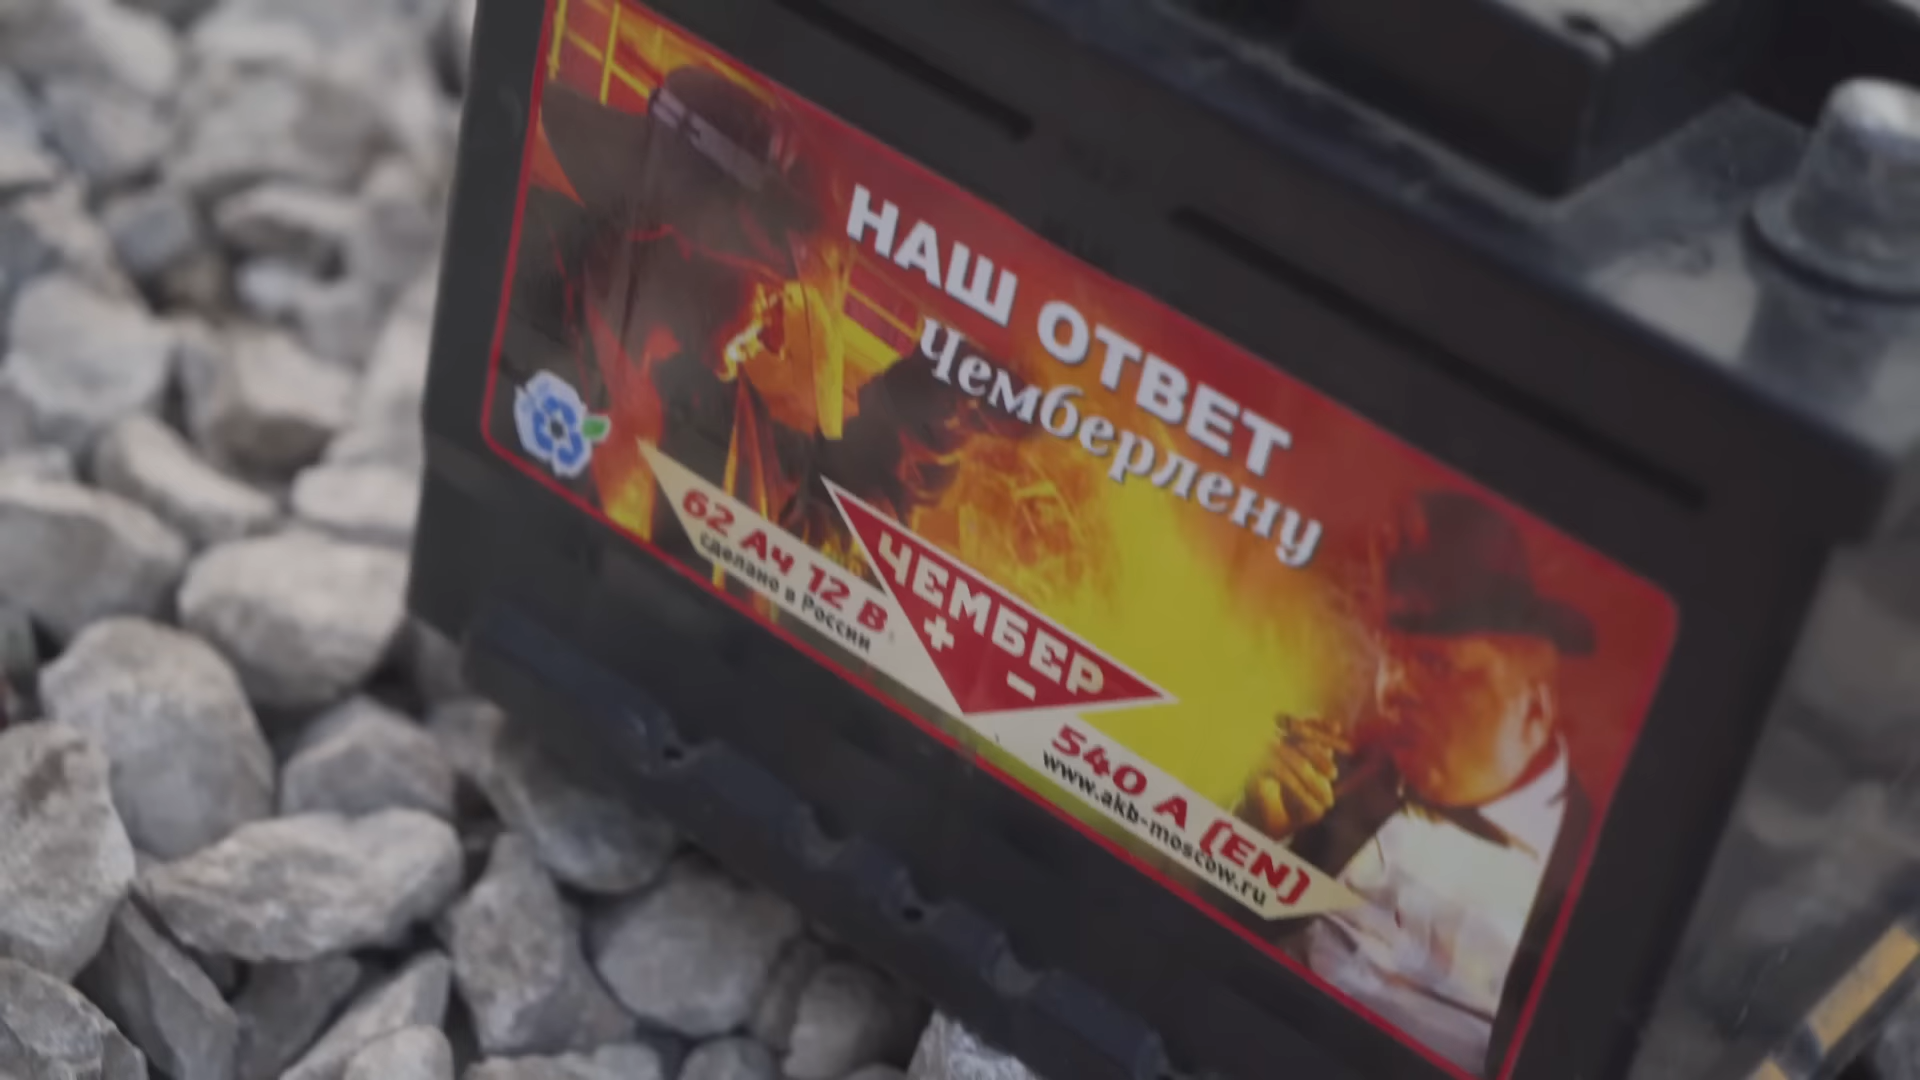 НАШ ОТВЕТ
Чемберлену
ЧЕМБЕР
+ -
62 Ач 12 В
сделано в России
540 А (EN)
www.akb-moscow.ru